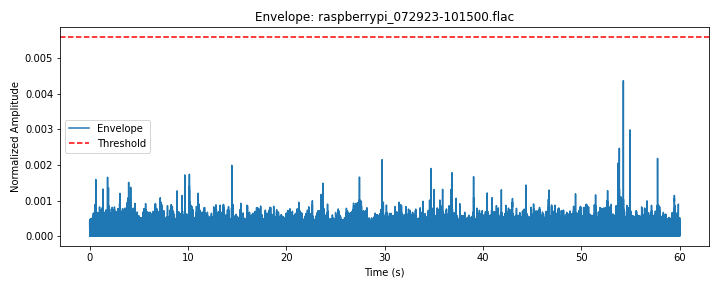 Envelope: raspberrypi_072923-101500.flac
Normalized Amplitude
0.005
0.004
0.003
0.002
0.001
0.000
Envelope
Threshold
0 10 20 30 40 50 60
Time (s)